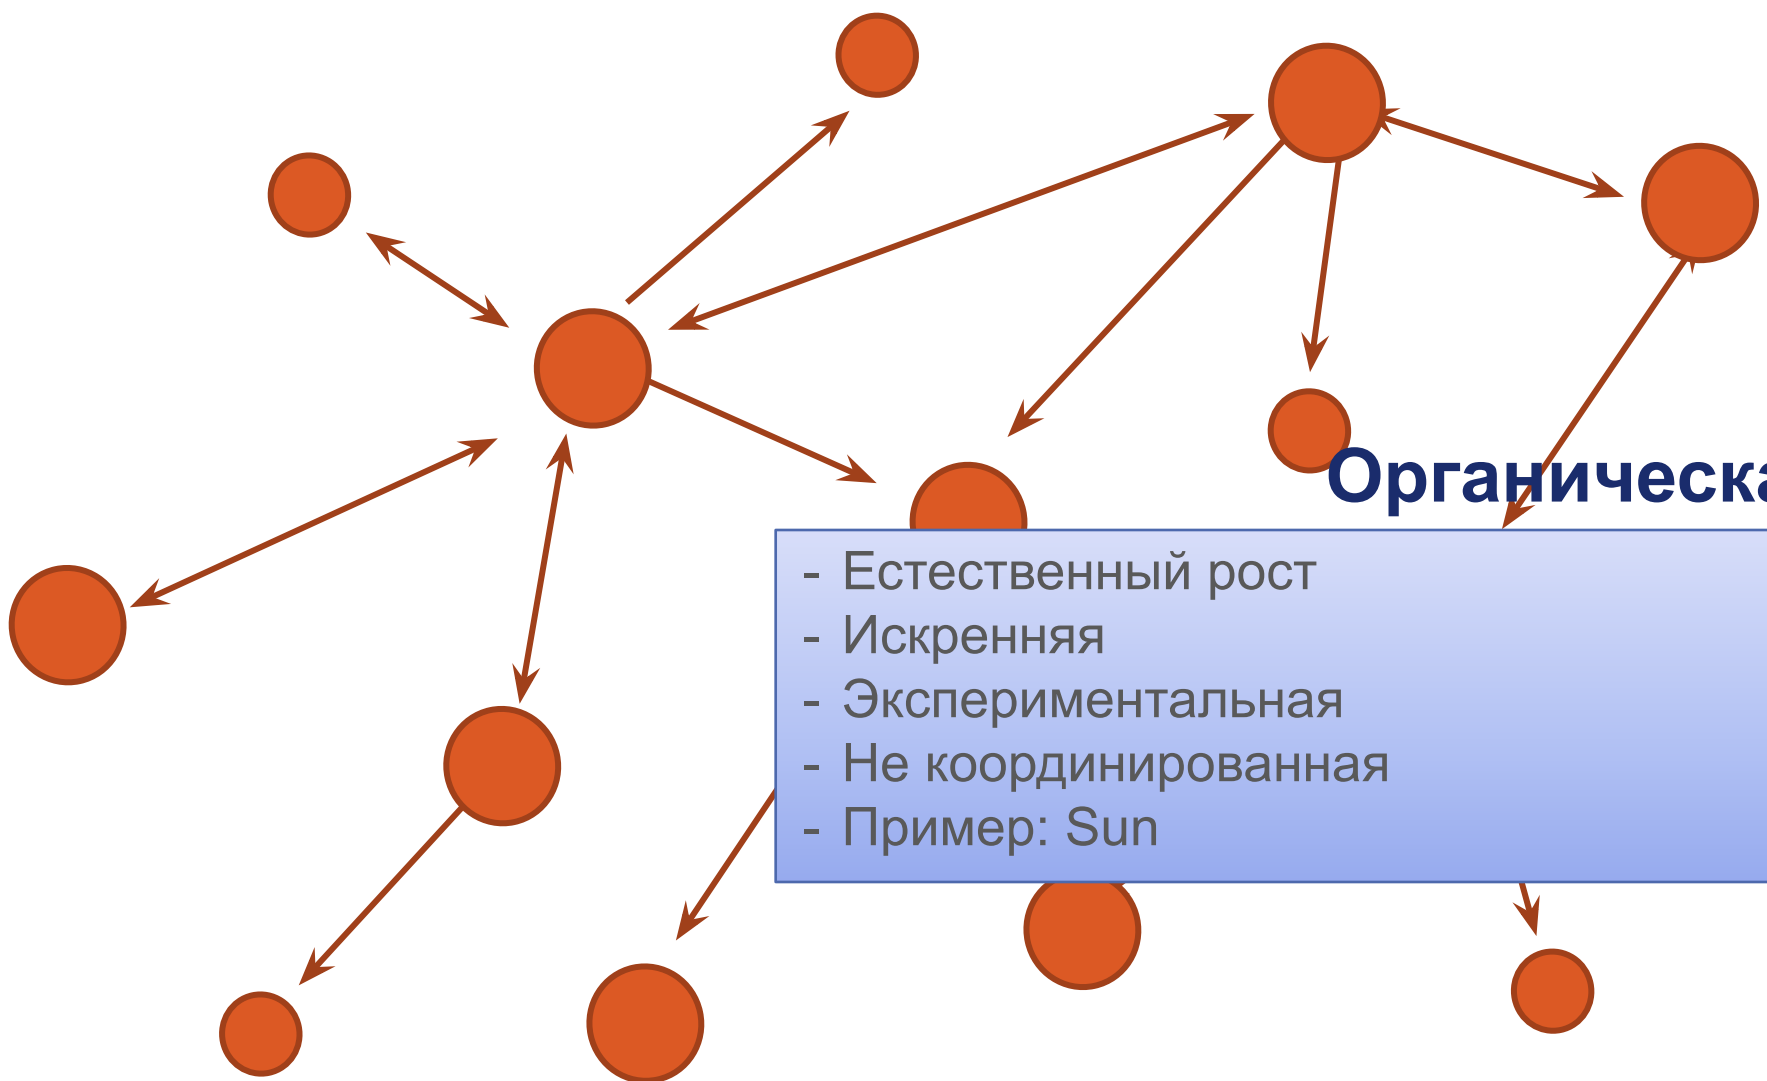 Органическа
- Естественный рост
- Искренняя
- Экспериментальная
- Не координированная
- Пример: Sun